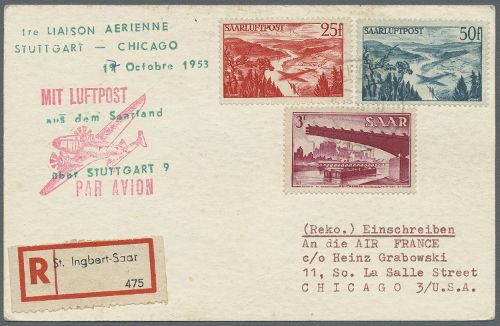 1re LIAISON AERIENNE
STUTTGART — CHICAGO
17 Octobre 1953
MIT LUFTPOST
aus dem Saarland
über STUTTGART 9
PAR AVION
SAARLUFTPOST 25f
SAARLUFTPOST 50f
3F SAAR
R St. Ingbert-Saar
475
(Reko.) Einschreiben
An die AIR FRANCE
c/o Heinz Grabowski
11, So. La Salle Street
CHICAGO 3/U.S.A.